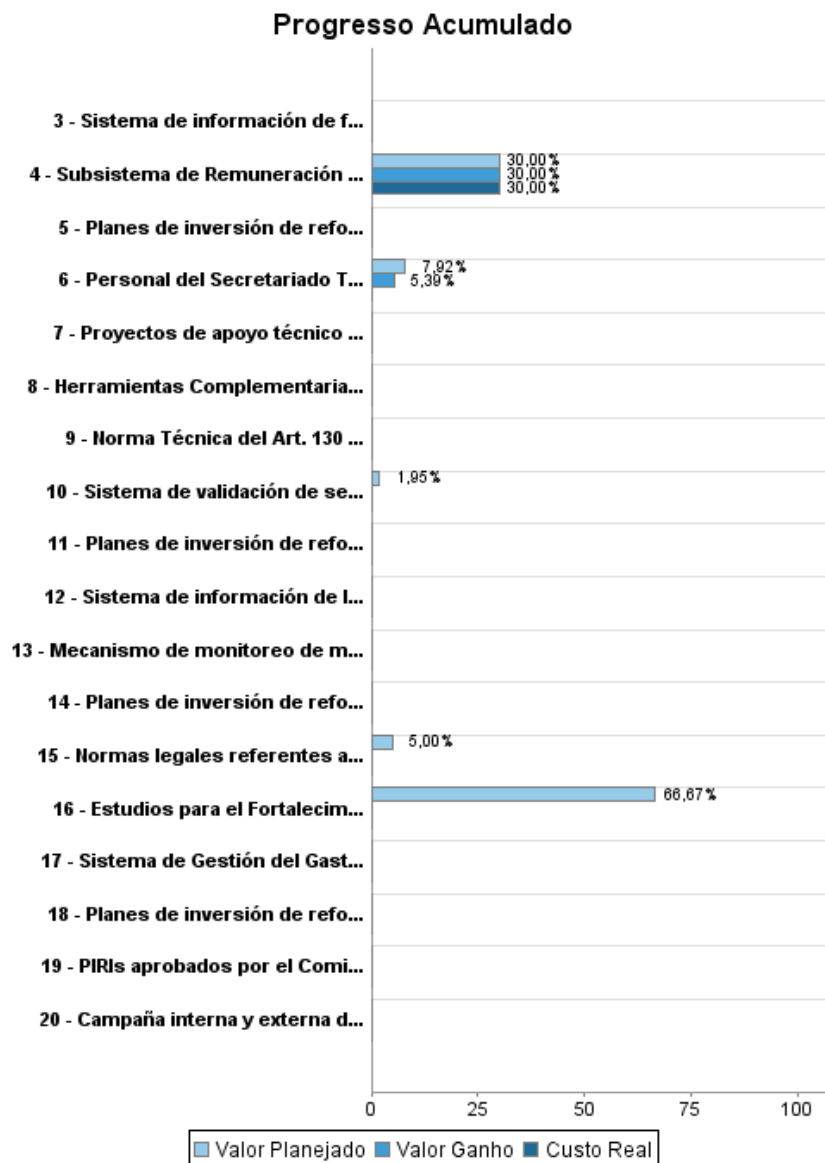 Progresso Acumulado
3 - Sistema de información de f...
4 - Subsistema de Remuneración ...
30,00%
30,00%
30,00%
5 - Planes de inversión de refo...
6 - Personal del Secretariado T...
7,92%
5,39%
7 - Proyectos de apoyo técnico ...
8 - Herramientas Complementaria...
9 - Norma Técnica del Art. 130 ...
10 - Sistema de validación de se...
1,95%
11 - Planes de inversión de refo...
12 - Sistema de información de l...
13 - Mecanismo de monitoreo de m...
14 - Planes de inversión de refo...
15 - Normas legales referentes a...
5,00%
16 - Estudios para el Fortalecim...
66,67%
17 - Sistema de Gestión del Gast...
18 - Planes de inversión de refo...
19 - PIRIs aprobados por el Comi...
20 - Campaña interna y externa d...
0 25 50 75 100
Valor Planejado Valor Ganho Custo Real